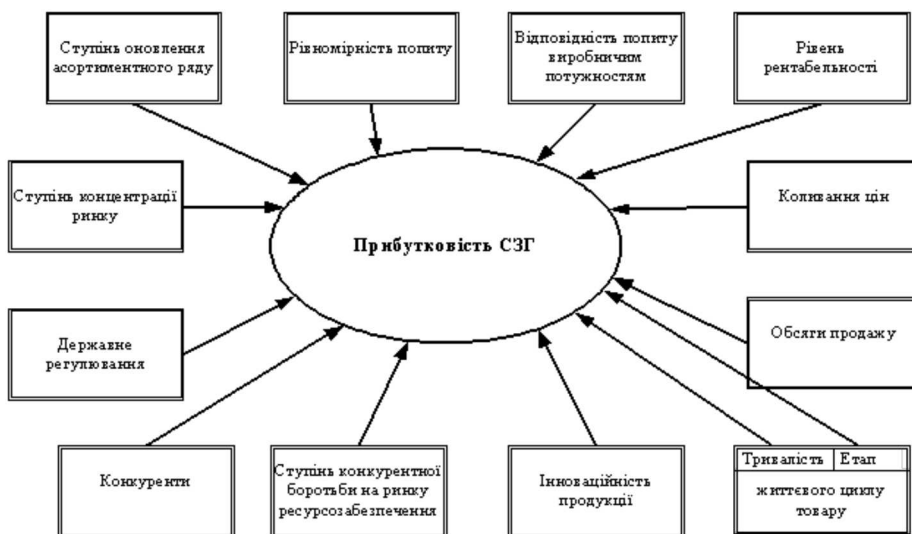 Ступінь оновлення
асортиментного ряду
Рівномірність попиту
Відповідність попиту
виробничим
потужностям
Рівень
рентабельності
Ступінь концентрації
ринку
Прибутковість СЗГ
Коливання цін
Державне
регулювання
Обсяги продажу
Конкуренти
Ступінь конкурентної
боротьби на ринку
ресурсозабезпечення
Інноваційність
продукції
Тривалість Етап
життєвого циклу
товару